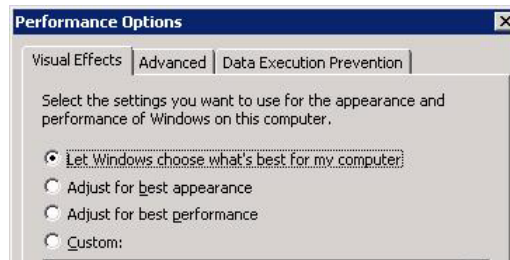 Performance Options
Visual Effects Advanced Data Execution Prevention
Select the settings you want to use for the appearance and
performance of Windows on this computer.
Let Windows choose what's best for my computer
Adjust for best appearance
Adjust for best performance
Custom: